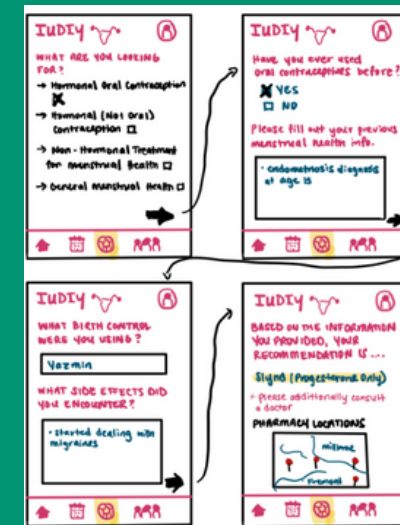 IUDIY
WHAT ARE YOU LOOKING
FOR?
→ Hormonal Oral Contraception
→ Hormonal (Not Oral)
contraception
→ Non-Hormonal Treatment
for menstrual Health
→ General Menstrual Health
IUDIY
Have you ever used
oral contraceptives before?
YES
NO
Please fill out your previous
menstrual health info.
• endometriosis diagnosis
at age 15
IUDIY
WHAT BIRTH CONTROL
WERE YOU USING?
Yazmin
WHAT SIDE EFFECTS DID
YOU ENCOUNTER?
• started dealing with
migraines
IUDIY
BASED ON THE INFORMATION
YOU PROVIDED, YOUR
RECOMMENDATION IS ...
Slynd (Progesterone Only)
* please additionally consult
a doctor
PHARMACY LOCATIONS
milldrae
Fremont